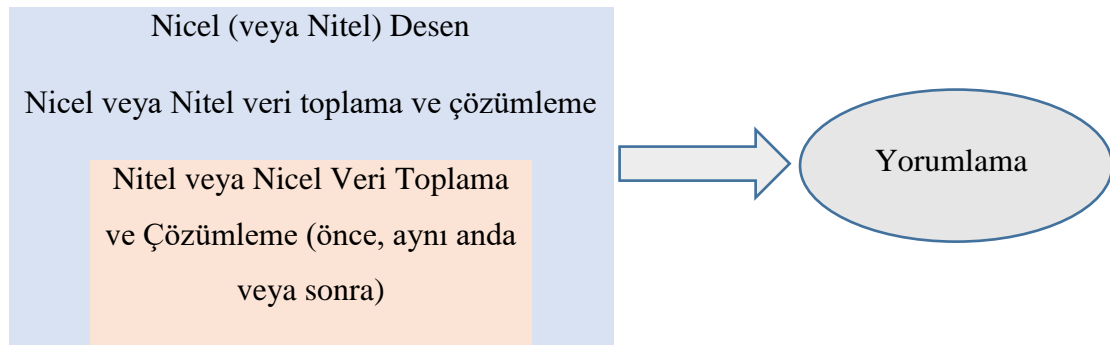 Nicel (veya Nitel) Desen
Nicel veya Nitel veri toplama ve çözümleme
Nitel veya Nicel Veri Toplama
ve Çözümleme (önce, aynı anda
veya sonra)
Yorumlama